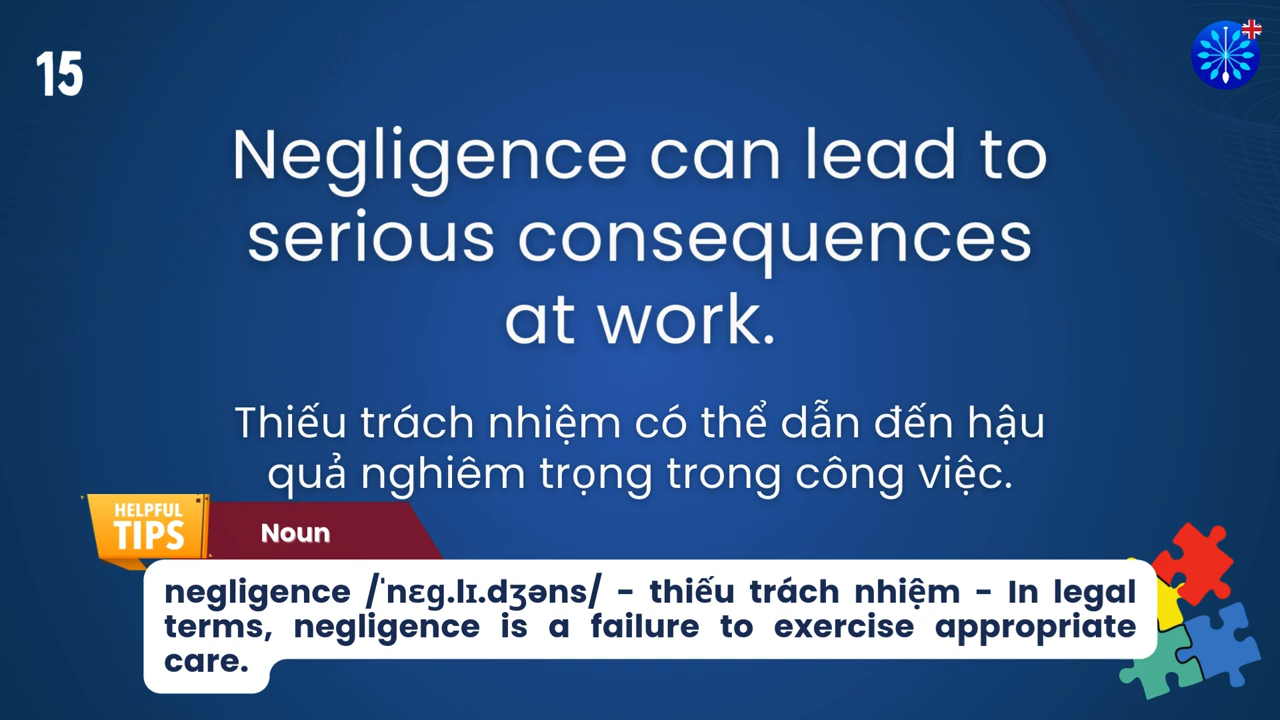 15
Negligence can lead to
serious consequences
at work.
Thiếu trách nhiệm có thể dẫn đến hậu
quả nghiêm trọng trong công việc.
HELPFUL
TIPS
Noun
negligence /ˈnɛg.lɪ.dʒəns/ - thiếu trách nhiệm - In legal
terms, negligence is a failure to exercise appropriate
care.